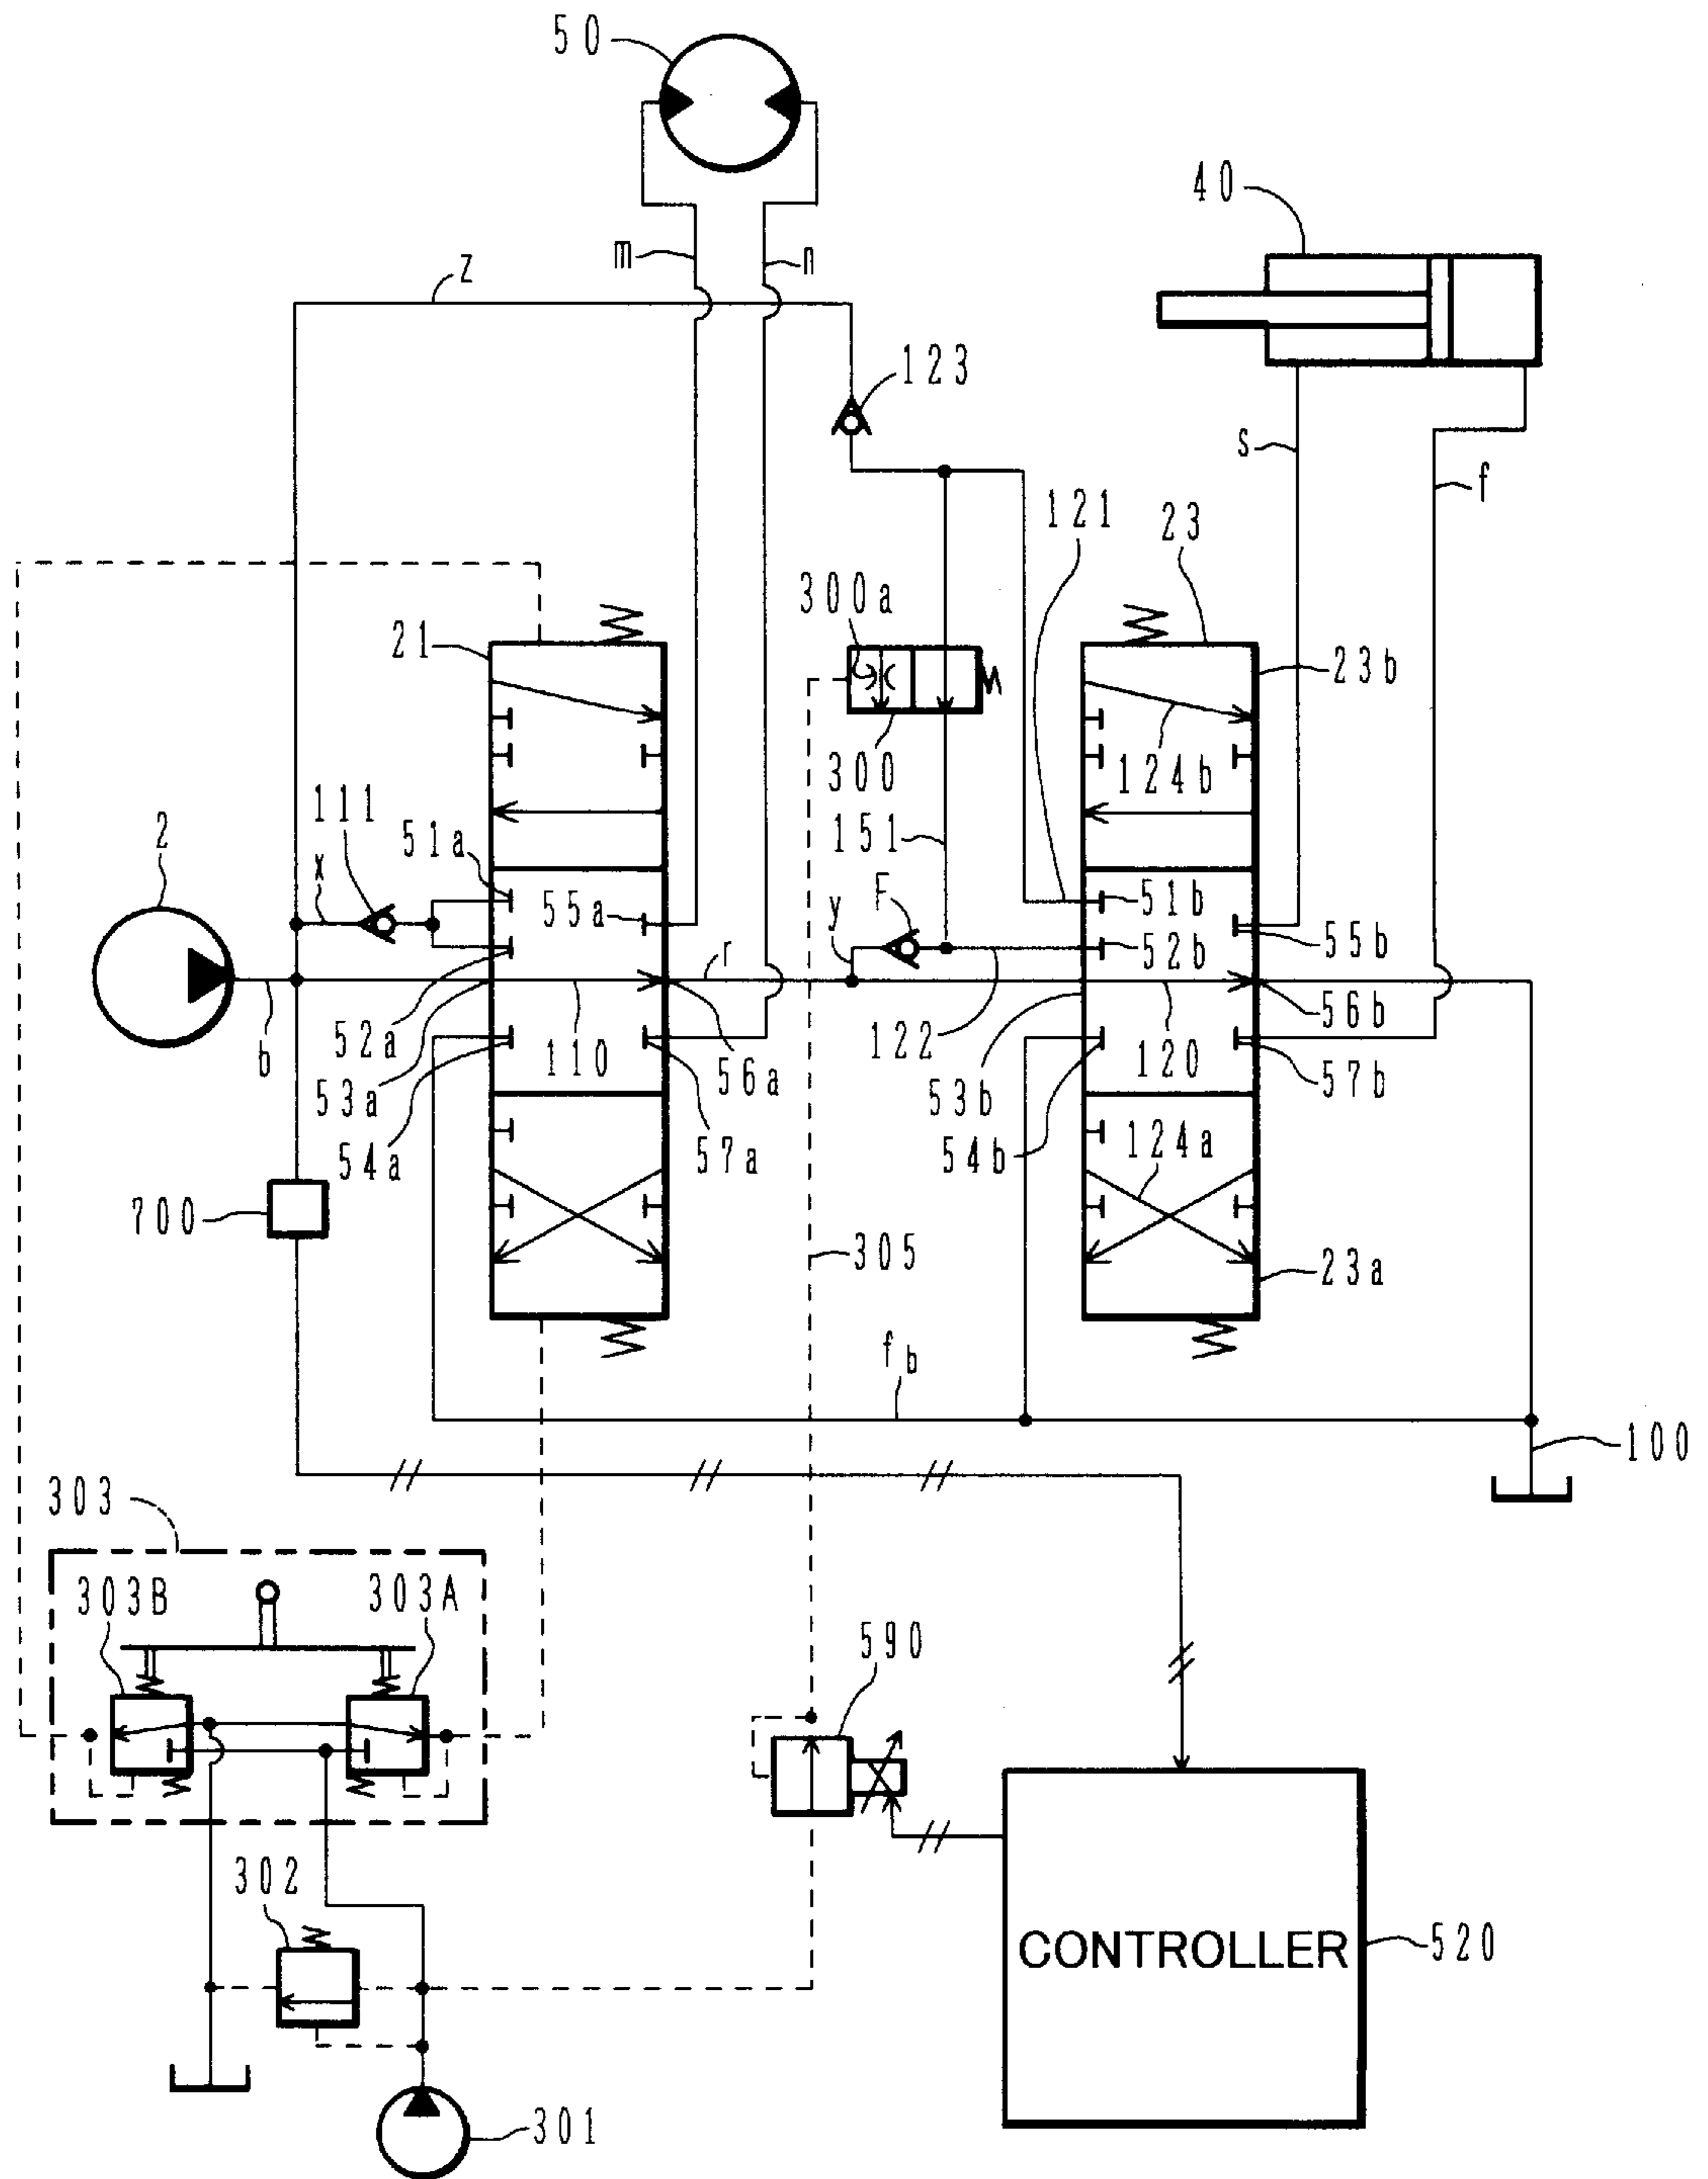 50
40
m
n
z
123
s
f
121
23
300a
21
23b
300
124b
111
51a
2
151
x
55a
y
F
51b
52b
55b
r
b
52a
110
56a
122
53b
120
56b
57b
53a
54a
57a
54b
124a
700
305
23a
fb
100
303
303B
303A
590
302
CONTROLLER
520
301